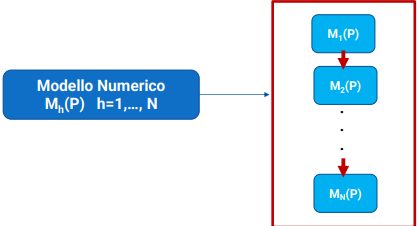 Modello Numerico
Mh(P) h=1,..., N
M1(P)
M2(P)
.
.
.
MN(P)